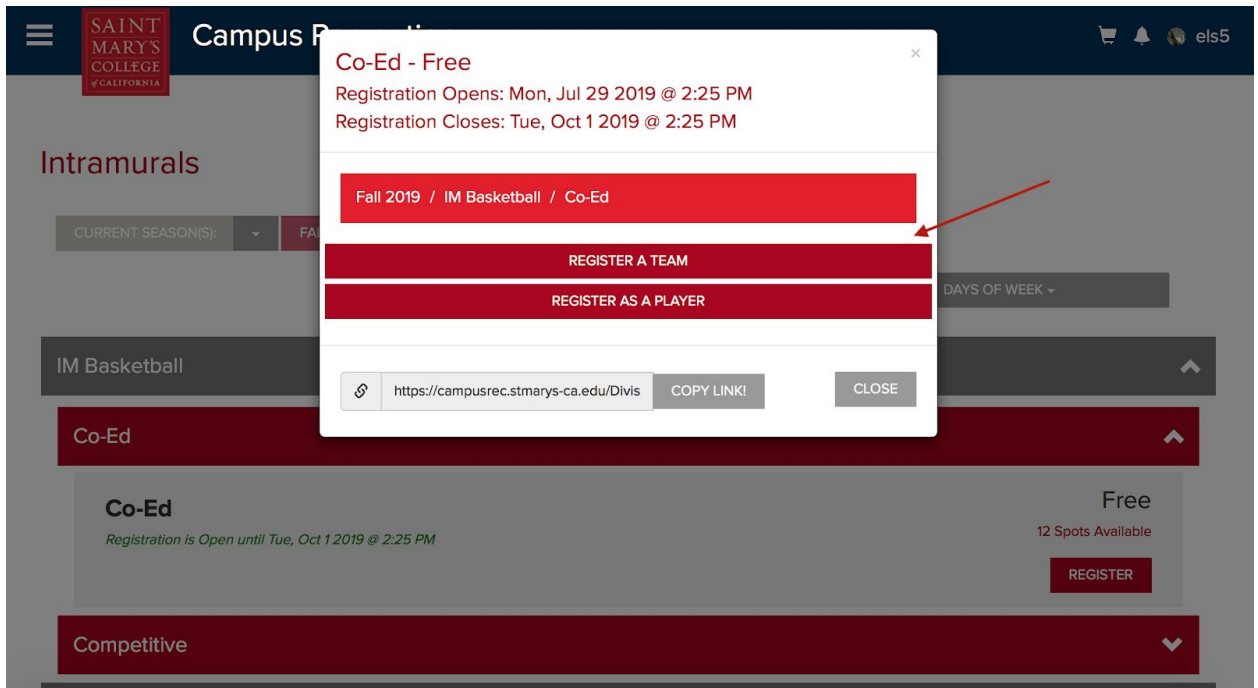 SAINT
MARY'S
COLLEGE
of CALIFORNIA
Campus
els5
Co-Ed - Free
×
Registration Opens: Mon, Jul 29 2019 @ 2:25 PM
Registration Closes: Tue, Oct 1 2019 @ 2:25 PM
Intramurals
Fall 2019 / IM Basketball / Co-Ed
CURRENT SEASON(S):
FA
REGISTER A TEAM
REGISTER AS A PLAYER
DAYS OF WEEK
IM Basketball
https://campusrec.stmarys-ca.edu/Divis
COPY LINK!
CLOSE
Co-Ed
Co-Ed
Free
Registration is Open until Tue, Oct 1 2019 @ 2:25 PM
12 Spots Available
REGISTER
Competitive